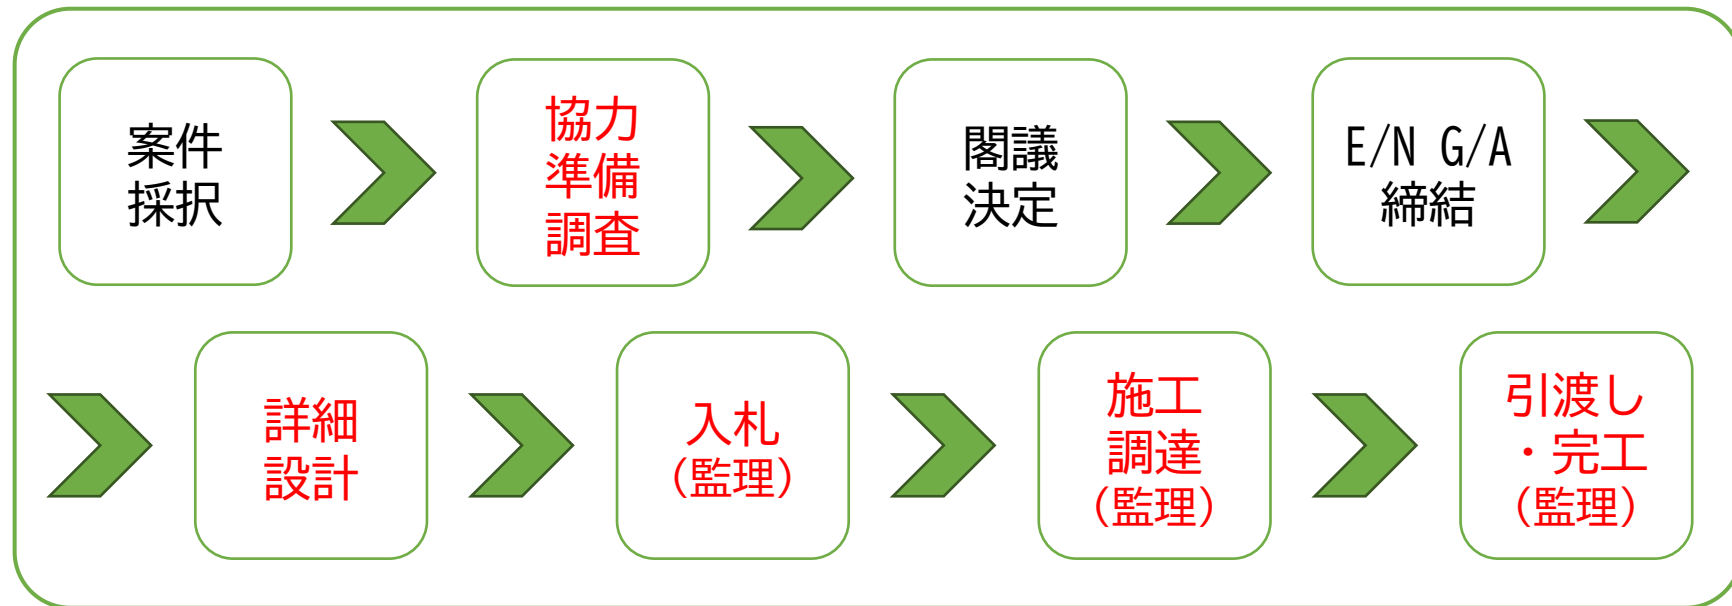 案件
採択
協力
準備
調査
閣議
決定
E/N G/A
締結
詳細
設計
入札
（監理）
施工
調達
（監理）
引渡し
・完工
（監理）